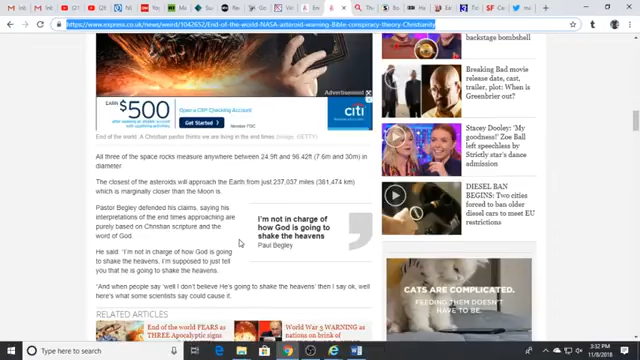 https://www.express.co.uk/news/weird/1042652/End-of-the-world-NASA-asteroid-warning-Bible-conspiracy-theory-Christianity
Advertisement
EARN
$500
Open a Citi® Checking Account
Get Started
Member FDIC
citi
End of the world: A Christian pastor thinks we are living in the end times (Image: GETTY)
All three of the space rocks measure anywhere between 24.9ft and 98.42ft (7.6m and 30m) in
diameter
The closest of the asteroids will approach the Earth from just 237,037 miles (381,474 km)
which is marginally closer than the Moon is.
Pastor Begley defended his claims, saying his
interpretations of the end times approaching are
purely based on Christian scripture and the
word of God.
He said: "I'm not in charge of how God is going
to shake the heavens. I'm supposed to just tell
you that he is going to shake the heavens.
I'm not in charge of
how God is going to
shake the heavens
Paul Begley
"And when people say 'well I don't believe He's going to shake the heavens' then I say ok, well
here's what some scientists say could cause it.
RELATED ARTICLES
End of the world FEARS as
THREE Apocalyptic signs
World War 3 WARNING as
nations on brink of
backstage bombshell
Breaking Bad movie
release date, cast,
trailer, plot: When is
Greenbrier out?
Stacey Dooley: 'My
goodness!' Zoe Ball
left speechless by
Strictly star's dance
admission
DIESEL BAN
BEGINS: Two cities
forced to ban older
diesel cars to meet EU
restrictions
CATS ARE COMPLICATED.
FEEDING THEM DOESN'T
HAVE TO BE.
Type here to search
3:32 PM
11/8/2018